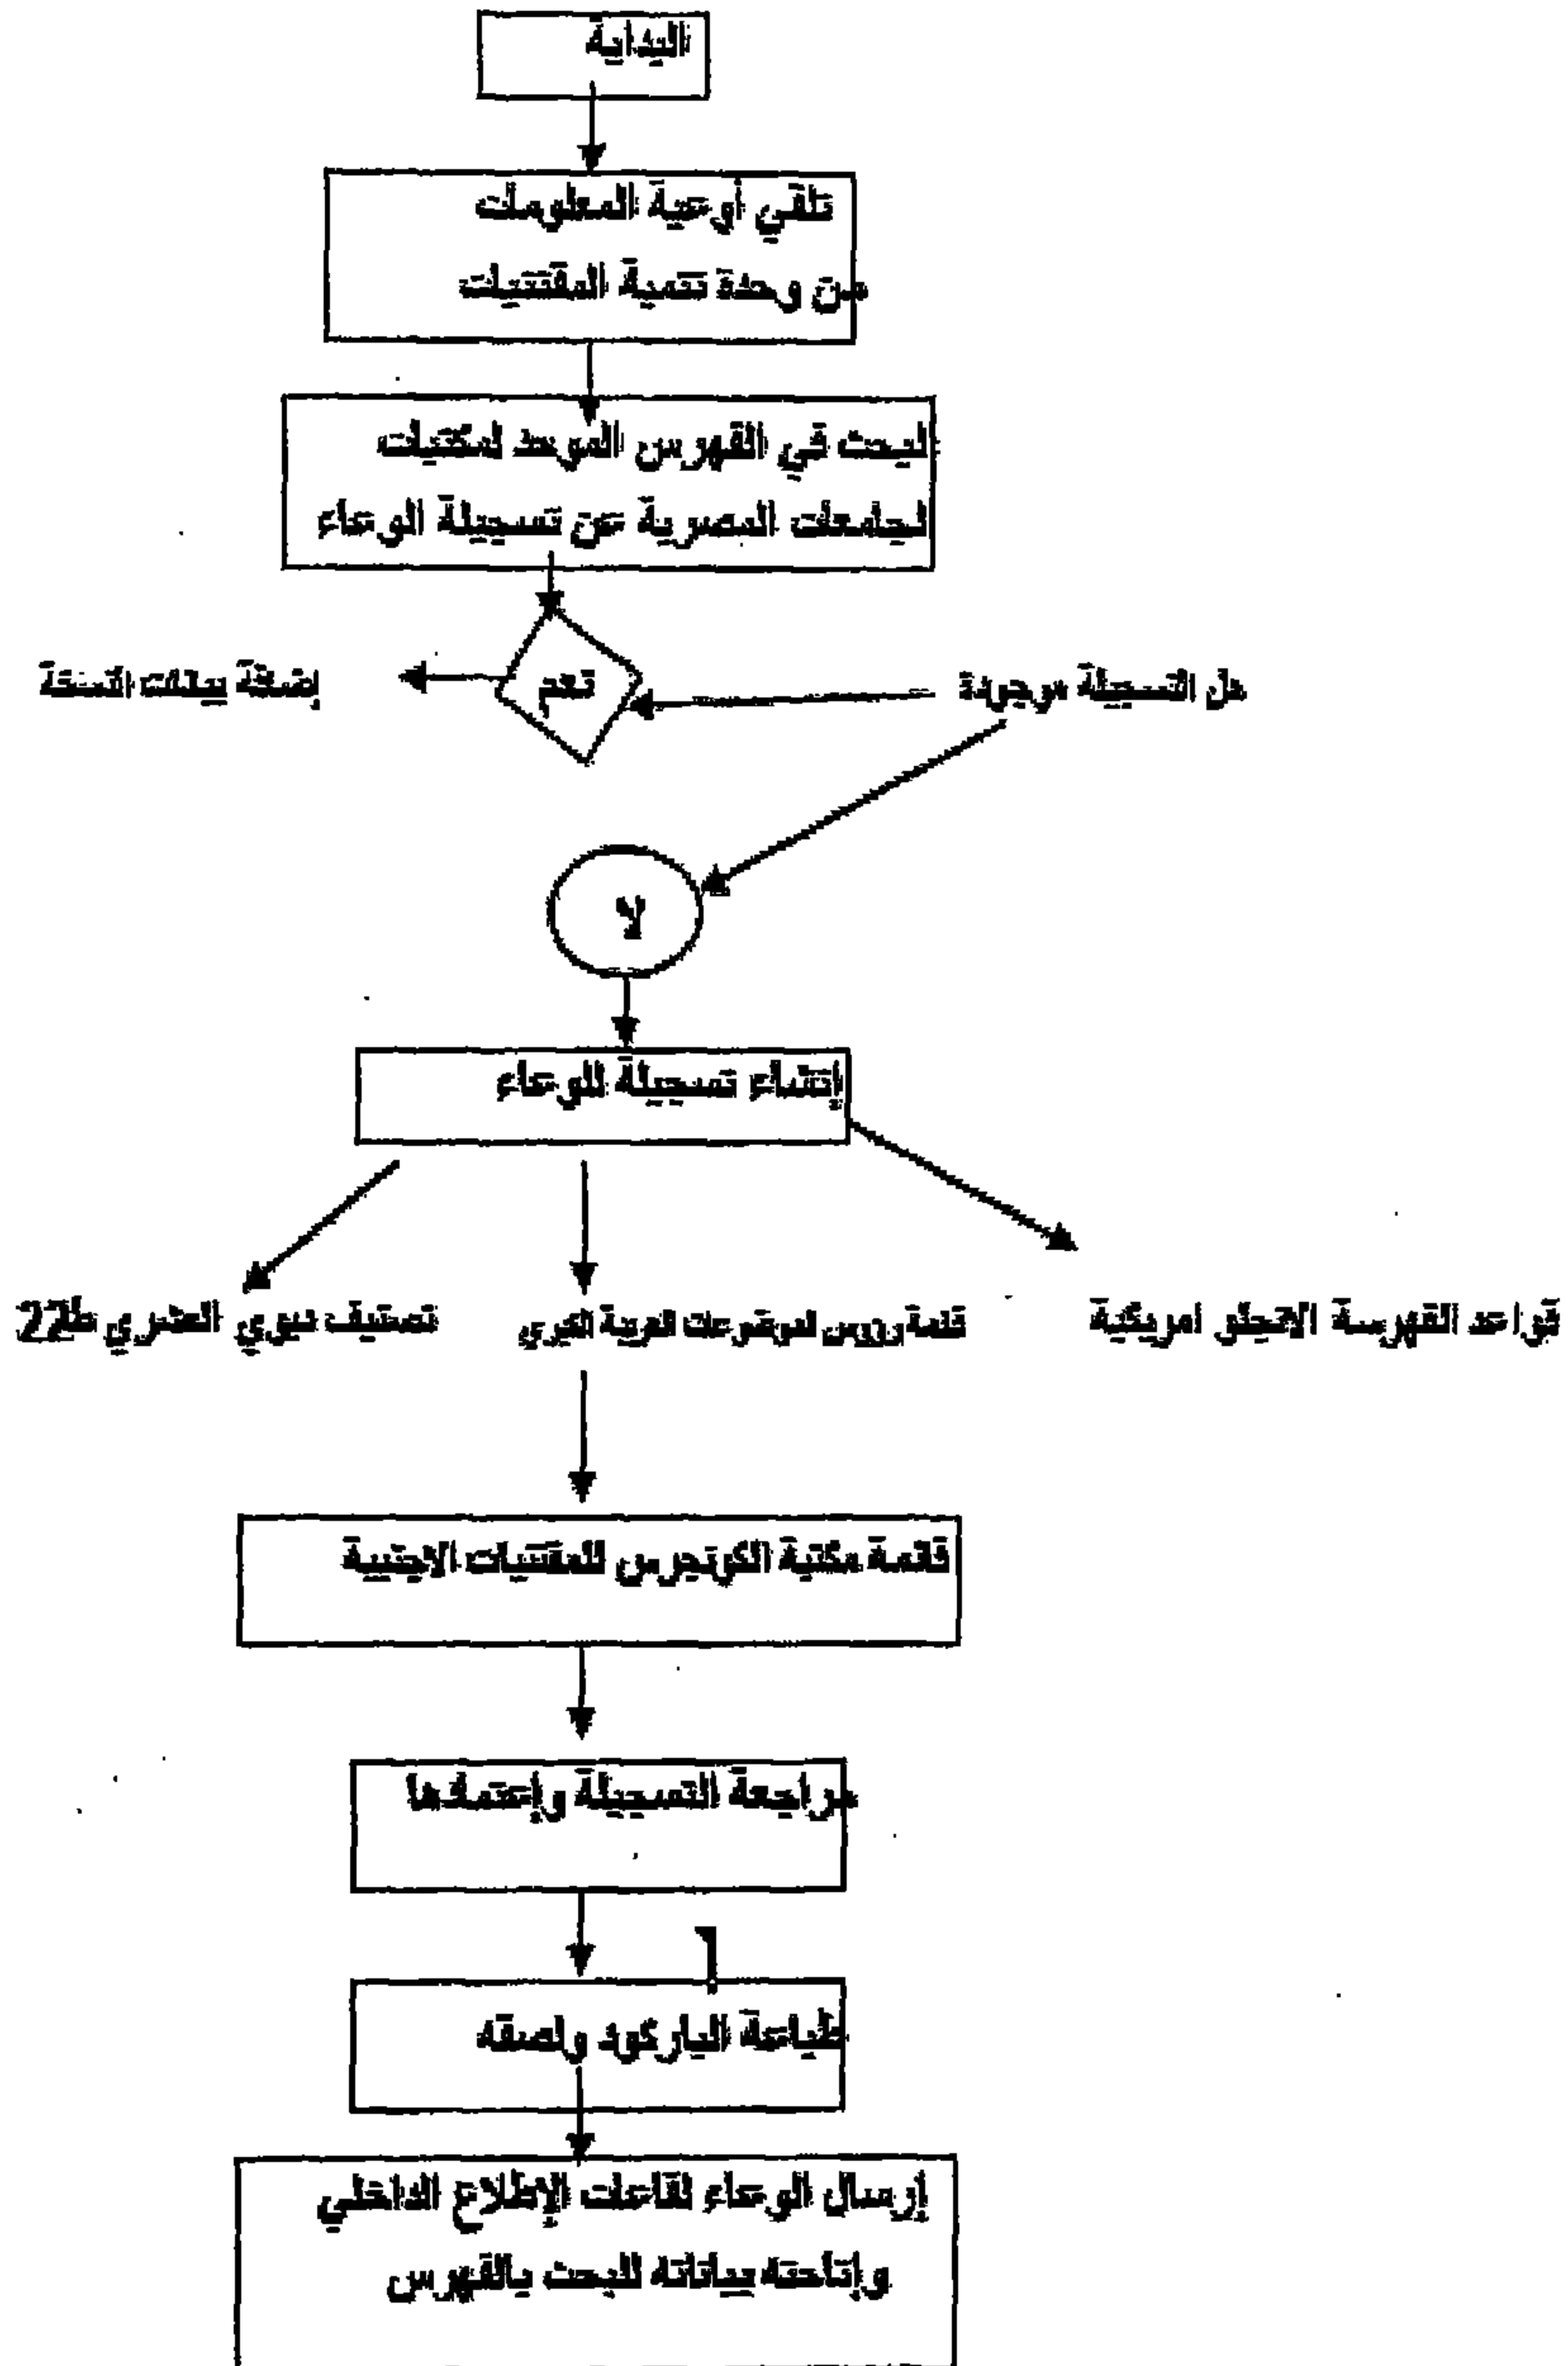 البداية
تلقي أوعية المعلومات
من وحدة تنمية المقتنيات
البحث في الفهرس الموحد لمكتبات
الجامعات المصرية عن تسجيلة الوعاء
هل التسجيلة موجودة
نعم
إضافة بيانات النسخة
لا
إنشاء تسجيلة للوعاء
قواعد الفهرسة الانجلو امريكية
قائمة رؤوس الموضوعات العربية الكبرى
تصنيف ديوي العشري ط22
قائمة مكتبة الكونجرس للمقتنيات الاجنبية
مراجعة التسجيلة وإعتمادها
طباعة الباركود ولصقه
إرسال الوعاء لقاعات الإطلاع الداخلي
وإتاحته بياناته للبحث بالفهرس